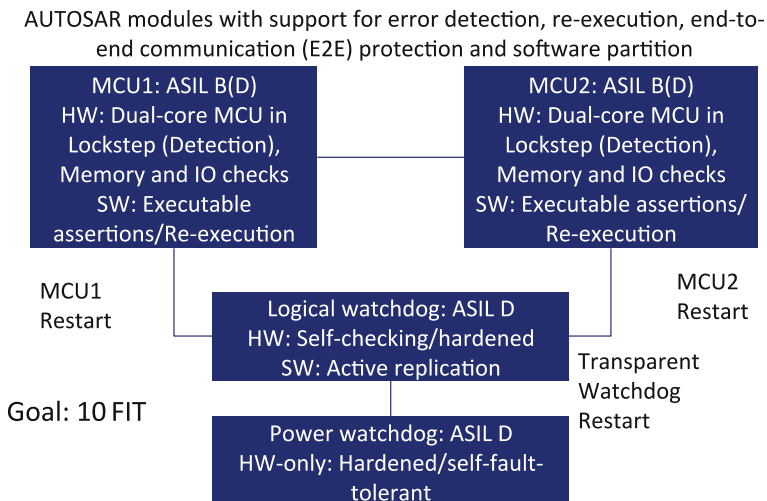 AUTOSAR modules with support for error detection, re-execution, end-to-
end communication (E2E) protection and software partition
MCU1: ASIL B(D)
HW: Dual-core MCU in
Lockstep (Detection),
Memory and IO checks
SW: Executable
assertions/Re-execution
MCU2: ASIL B(D)
HW: Dual-core MCU in
Lockstep (Detection),
Memory and IO checks
SW: Executable assertions/
Re-execution
MCU1
Restart
MCU2
Restart
Logical watchdog: ASIL D
HW: Self-checking/hardened
SW: Active replication
Transparent
Watchdog
Restart
Goal: 10 FIT
Power watchdog: ASIL D
HW-only: Hardened/self-fault-
tolerant